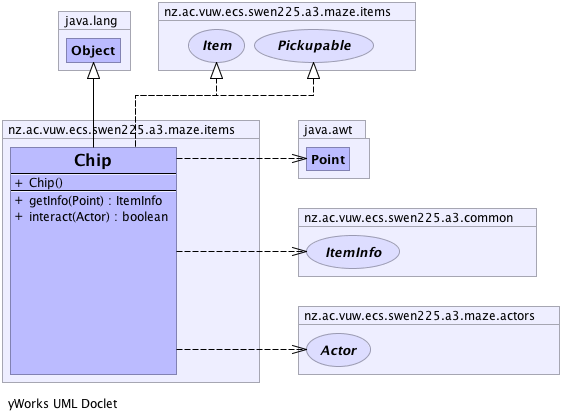 java.lang
Object
nz.ac.vuw.ecs.swen225.a3.maze.items
Item
Pickupable
nz.ac.vuw.ecs.swen225.a3.maze.items
Chip
+ Chip()
+ getInfo(Point) : ItemInfo
+ interact(Actor) : boolean
java.awt
Point
nz.ac.vuw.ecs.swen225.a3.common
ItemInfo
nz.ac.vuw.ecs.swen225.a3.maze.actors
Actor
yWorks UML Doclet